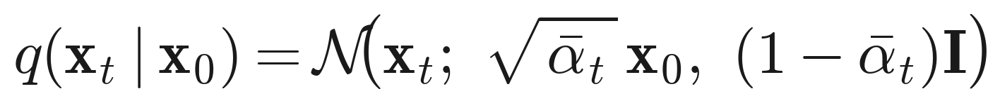 q(𝐱ₜ | 𝐱₀) = 𝒩(𝐱ₜ; √ᾱₜ 𝐱₀, (1 − ᾱₜ)𝐈)